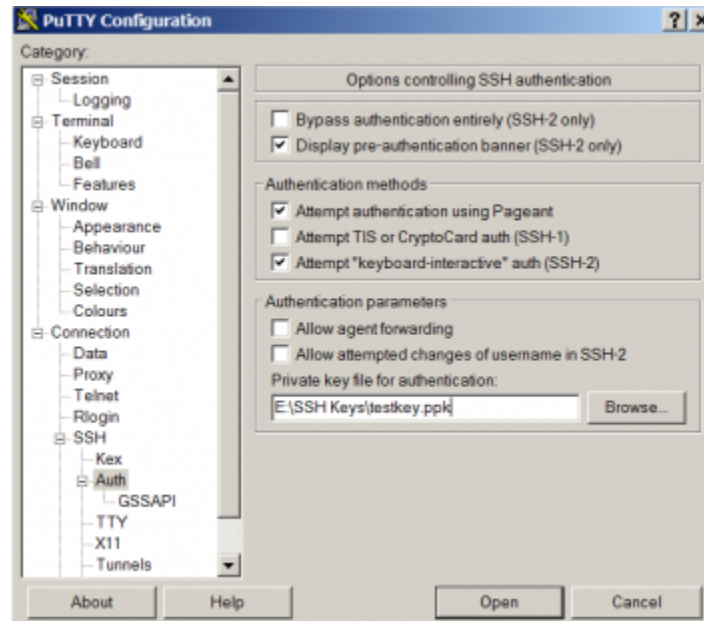 PuTTY Configuration
Category:
Session
Logging
Terminal
Keyboard
Bell
Features
Window
Appearance
Behaviour
Translation
Selection
Colours
Connection
Data
Proxy
Telnet
Rlogin
SSH
Kex
Auth
GSSAPI
TTY
X11
Tunnels
Options controlling SSH authentication
Bypass authentication entirely (SSH-2 only)
Display pre-authentication banner (SSH-2 only)
Authentication methods
Attempt authentication using Pageant
Attempt TIS or CryptoCard auth (SSH-1)
Attempt "keyboard-interactive" auth (SSH-2)
Authentication parameters
Allow agent forwarding
Allow attempted changes of username in SSH-2
Private key file for authentication:
E:\SSH Keys\testkey.ppk
Browse...
About
Help
Open
Cancel